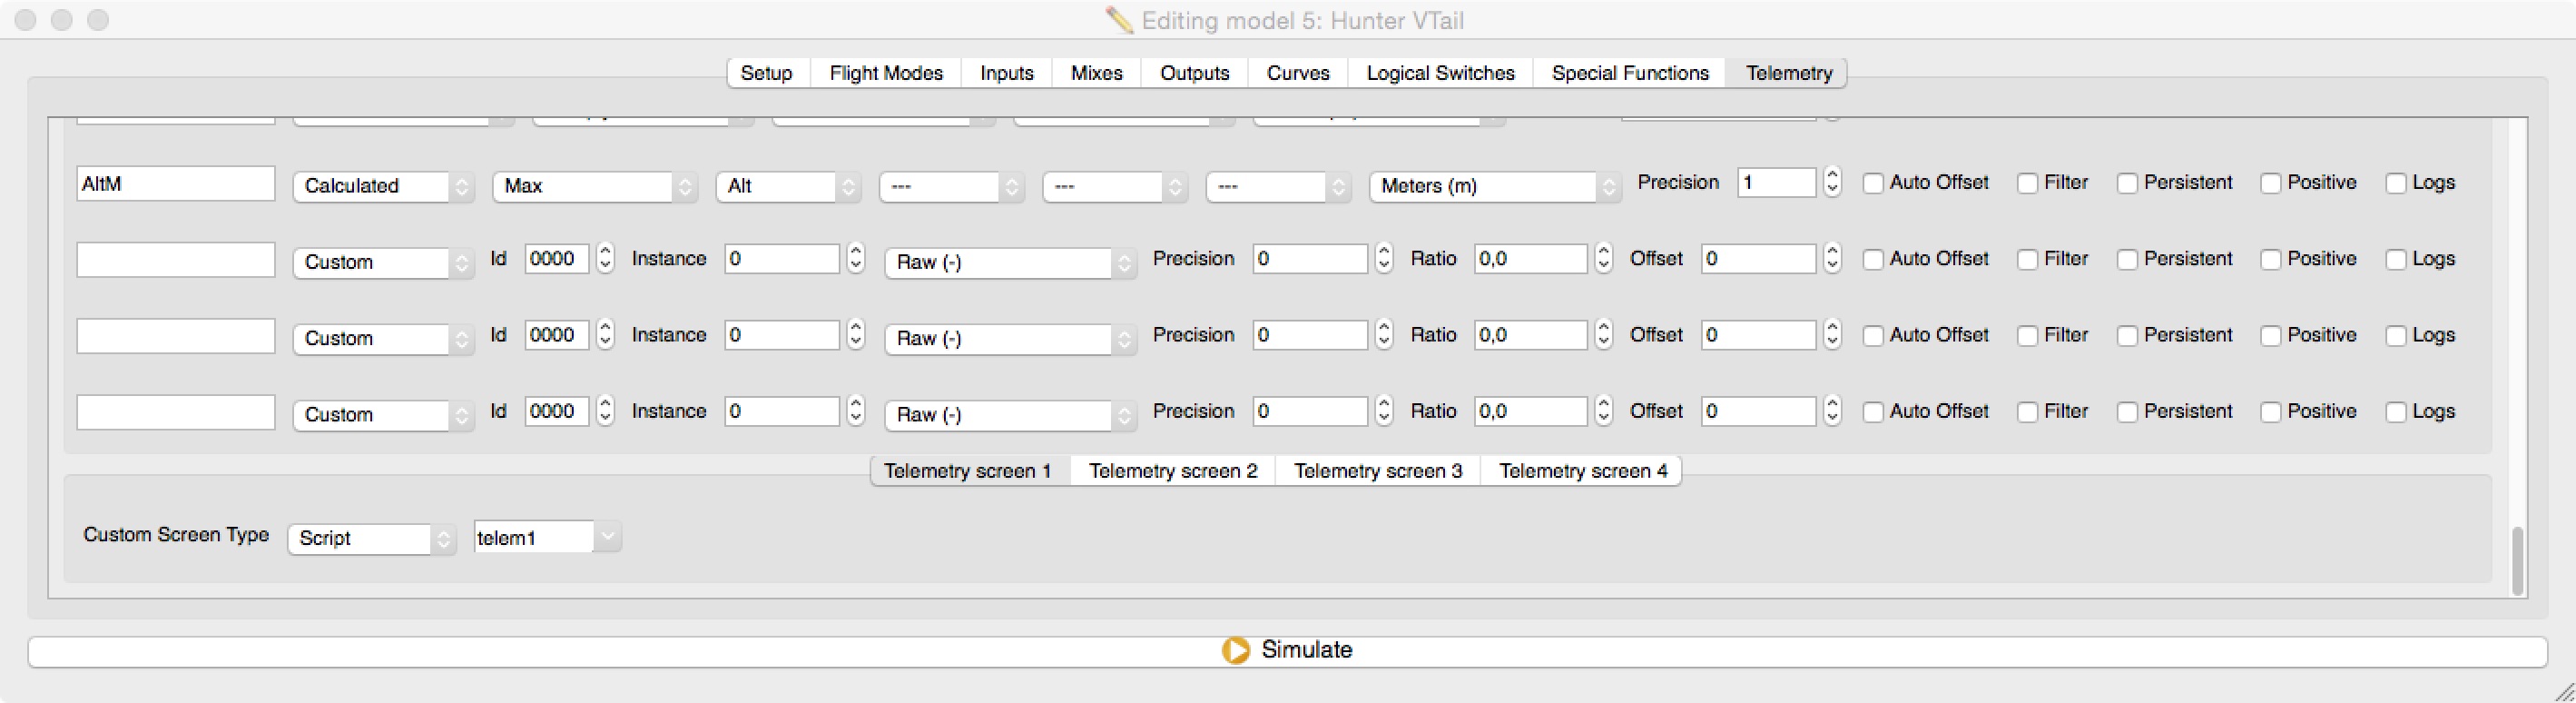 Editing model 5: Hunter VTail
Setup Flight Modes Inputs Mixes Outputs Curves Logical Switches Special Functions Telemetry
AltM Calculated Max Alt --- --- --- Meters (m) Precision 1 Auto Offset Filter Persistent Positive Logs
Custom Id 0000 Instance 0 Raw (-) Precision 0 Ratio 0,0 Offset 0 Auto Offset Filter Persistent Positive Logs
Custom Id 0000 Instance 0 Raw (-) Precision 0 Ratio 0,0 Offset 0 Auto Offset Filter Persistent Positive Logs
Custom Id 0000 Instance 0 Raw (-) Precision 0 Ratio 0,0 Offset 0 Auto Offset Filter Persistent Positive Logs
Telemetry screen 1 Telemetry screen 2 Telemetry screen 3 Telemetry screen 4
Custom Screen Type Script telem1
Simulate